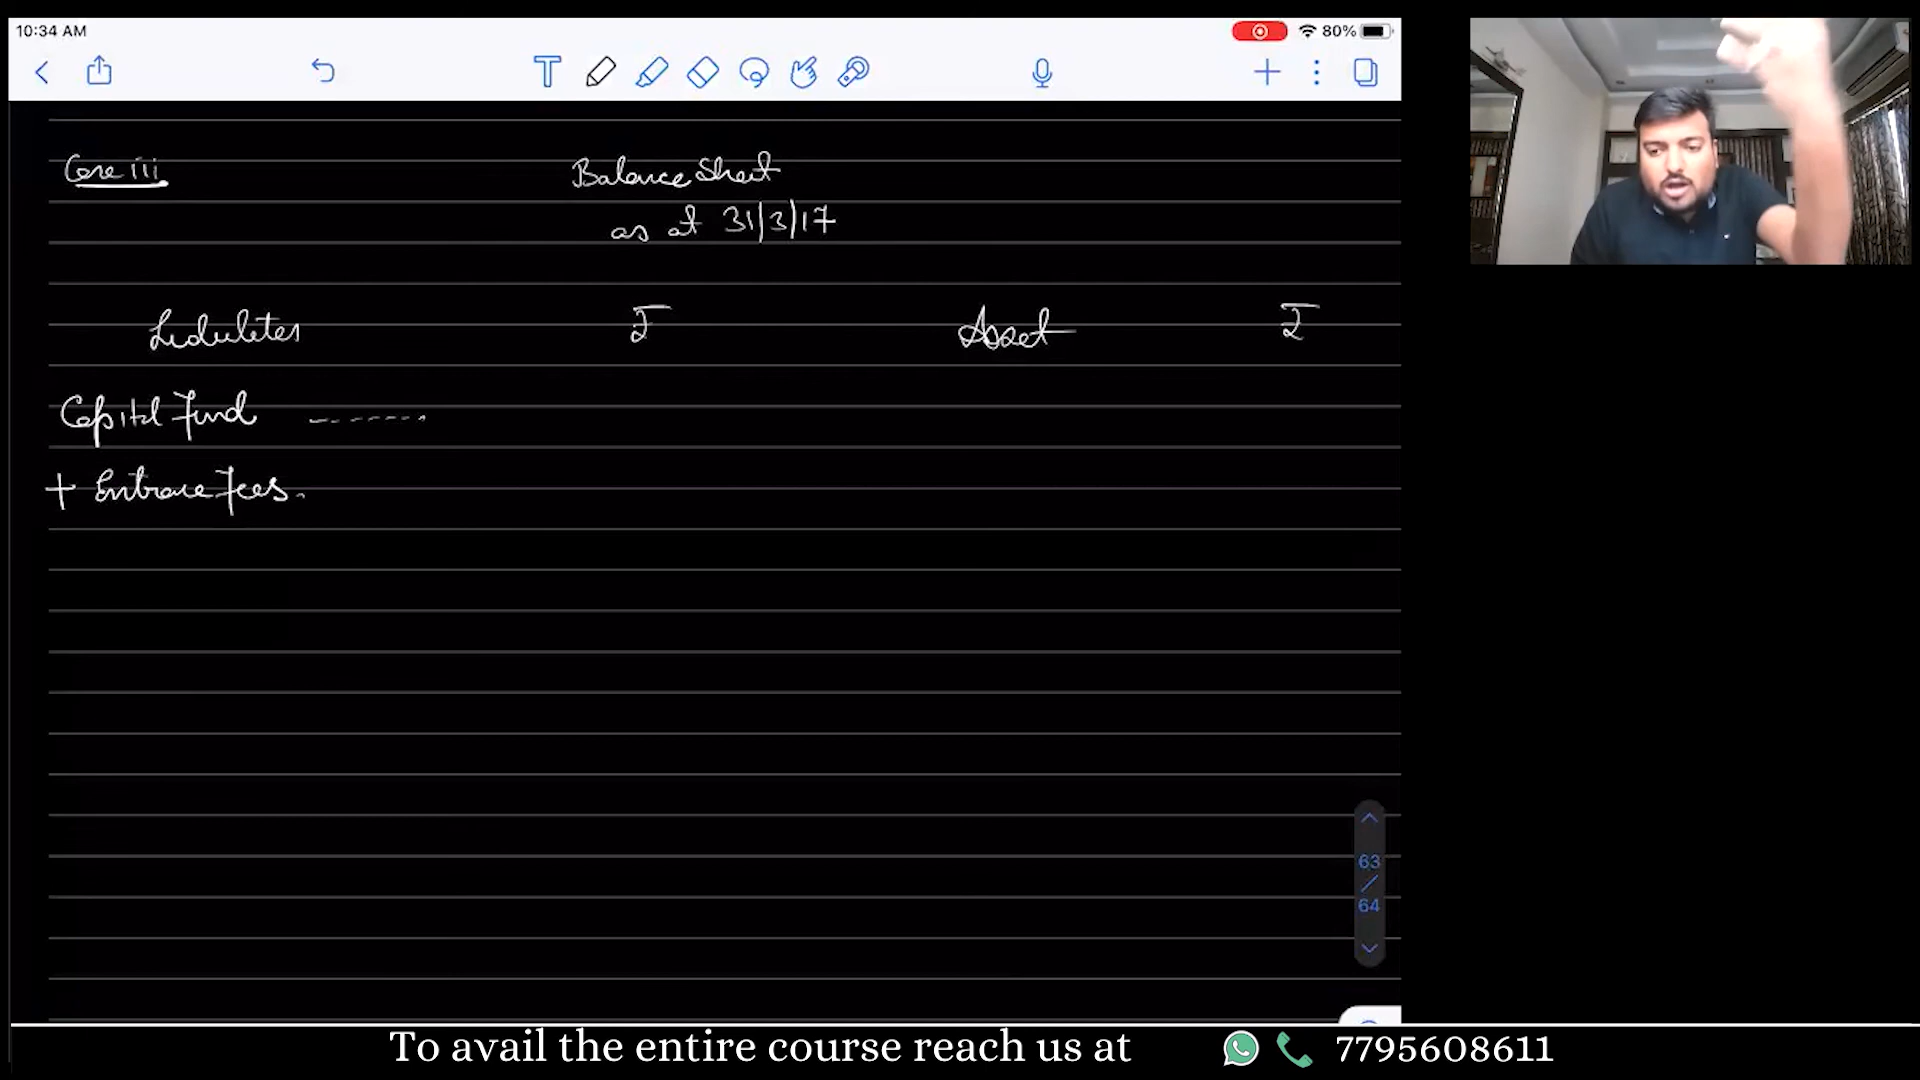 10:34 AM
80%
Case iii
Balance Sheet
as at 31/3/17
Liabilities ₹ Asset ₹
Capital Fund -------
+ Entrance Fees.
63
/
64
To avail the entire course reach us at 7795608611